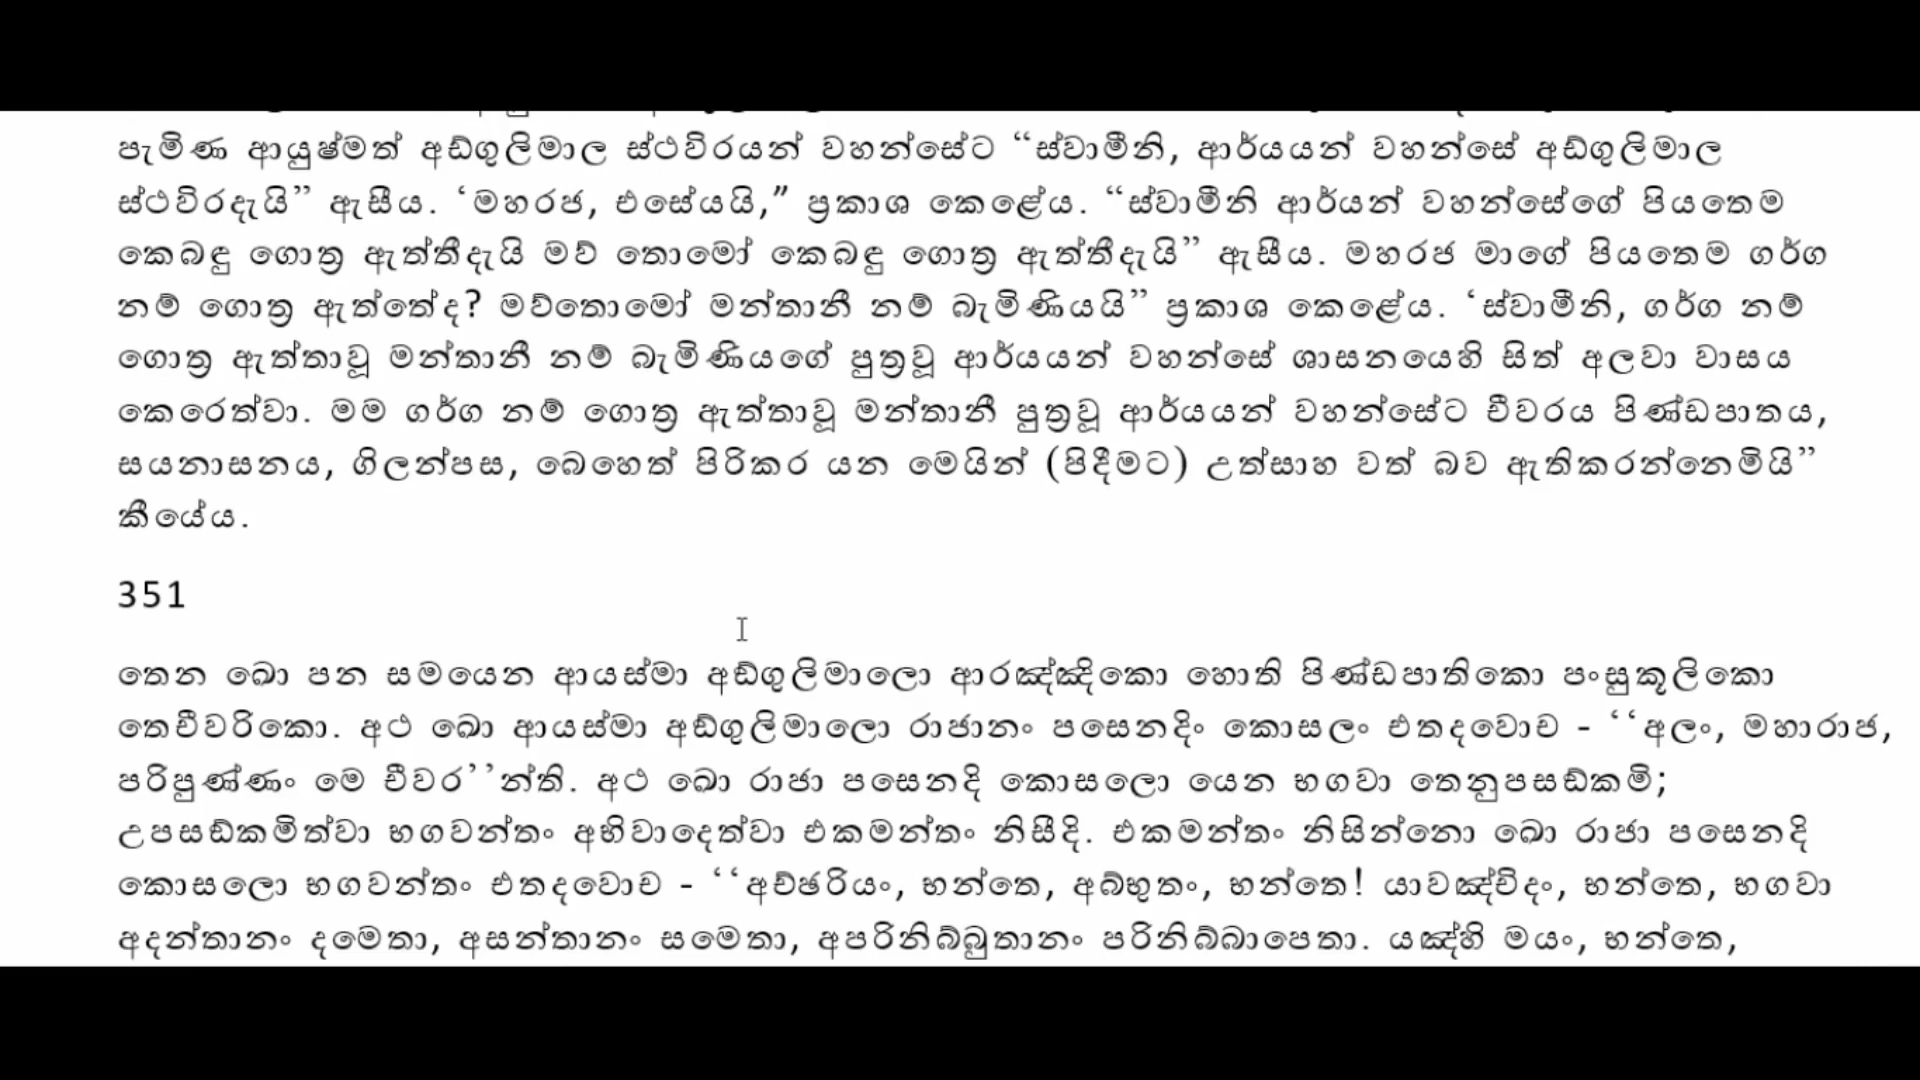 පැමිණ ආයුෂ්මත් අඞ්ගුලිමාල ස්ථවිරයන් වහන්සේට “ස්වාමීනි, ආර්යයන් වහන්සේ අඞ්ගුලිමාල
ස්ථවිරදැයි” ඇසීය. ‘මහරජ, එසේයයි,” ප්‍රකාශ කෙළේය. “ස්වාමීනි ආර්යන් වහන්සේගේ පියතෙම
කෙබඳු ගොත්‍ර ඇත්තීදැයි මව් තොමෝ කෙබඳු ගොත්‍ර ඇත්තීදැයි” ඇසීය. මහරජ මාගේ පියතෙම ගර්ග
නම් ගොත්‍ර ඇත්තේද? මව්තොමෝ මන්තානී නම් බැමිණියයි” ප්‍රකාශ කෙළේය. ‘ස්වාමීනි, ගර්ග නම්
ගොත්‍ර ඇත්තාවූ මන්තානී නම් බැමිණියගේ පුත්‍රවූ ආර්යයන් වහන්සේ ශාසනයෙහි සිත් අලවා වාසය
කෙරෙත්වා. මම ගර්ග නම් ගොත්‍ර ඇත්තාවූ මන්තානී පුත්‍රවූ ආර්යයන් වහන්සේට චීවරය පිණ්ඩපාතය,
සයනාසනය, ගිලන්පස, බෙහෙත් පිරිකර යන මෙයින් (පිදීමට) උත්සාහ වත් බව ඇතිකරන්නෙමියි”
කීයේය.
351
තෙන ඛො පන සමයෙන ආයස්මා අඞ්ගුලිමාලො ආරඤ්ඤිකො හොති පිණ්ඩපාතිකො පංසුකූලිකො
තෙචීවරිකො. අථ ඛො ආයස්මා අඞ්ගුලිමාලො රාජානං පසෙනදිං කොසලං එතදවොච - ‘‘අලං, මහාරාජ,
පරිපුණ්ණං මෙ චීවර’’න්ති. අථ ඛො රාජා පසෙනදි කොසලො යෙන භගවා තෙනුපසඞ්කමි;
උපසඞ්කමිත්වා භගවන්තං අභිවාදෙත්වා එකමන්තං නිසීදි. එකමන්තං නිසින්නො ඛො රාජා පසෙනදි
කොසලො භගවන්තං එතදවොච - ‘‘අච්ඡරියං, භන්තෙ, අබ්භුතං, භන්තෙ! යාවඤ්චිදං, භන්තෙ, භගවා
අදන්තානං දමෙතා, අසන්තානං සමෙතා, අපරිනිබ්බුතානං පරිනිබ්බාපෙතා. යඤ්හි මයං, භන්තෙ,